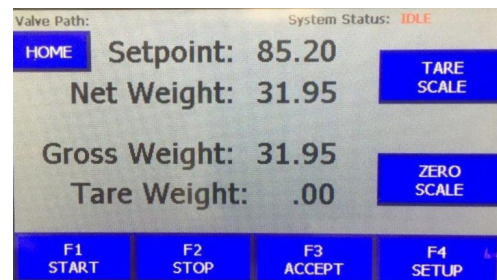 Valve Path: System Status: IDLE
HOME Setpoint: 85.20
TARE
SCALE
Net Weight: 31.95
Gross Weight: 31.95
ZERO
SCALE
Tare Weight: .00
F1 F2 F3 F4
START STOP ACCEPT SETUP